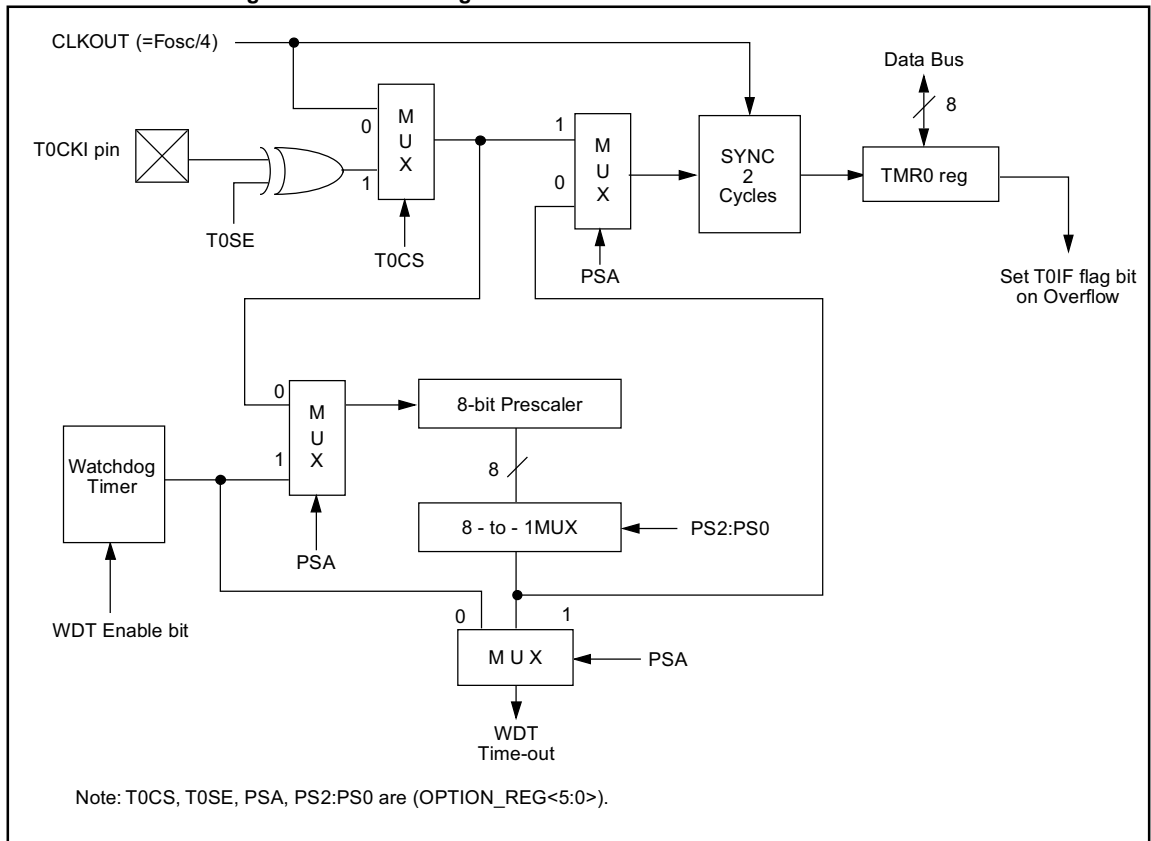 CLKOUT (=Fosc/4)
Data Bus
8
M
U
X
0
1
T0CKI pin
T0SE
T0CS
1
0
M
U
X
PSA
SYNC
2
Cycles
TMR0 reg
Set T0IF flag bit
on Overflow
0
1
M
U
X
PSA
8-bit Prescaler
8
Watchdog
Timer
WDT Enable bit
8 - to - 1MUX
PS2:PS0
0
1
M U X
PSA
WDT
Time-out
Note: T0CS, T0SE, PSA, PS2:PS0 are (OPTION_REG<5:0>).